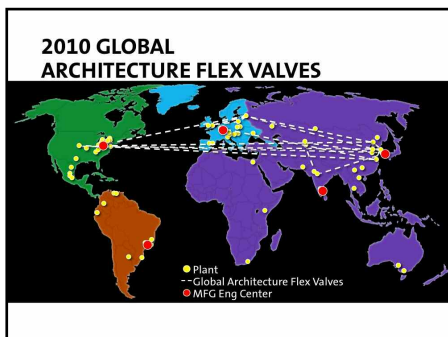 2010 GLOBAL
ARCHITECTURE FLEX VALVES
Plant
Global Architecture Flex Valves
MFG Eng Center